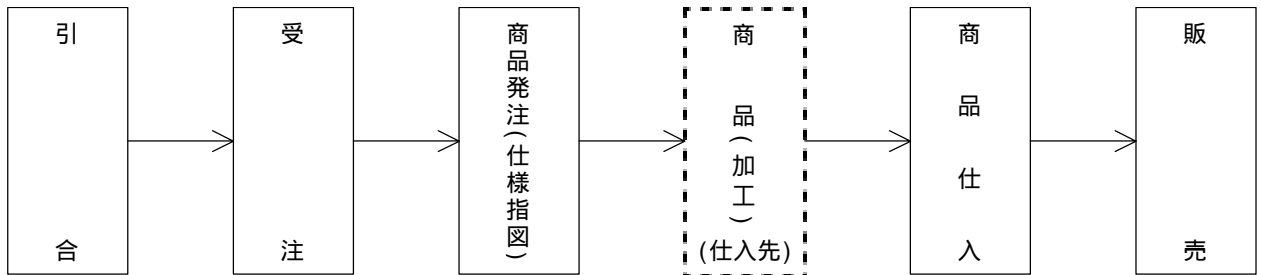 引合
受注
商品発注(仕様指図)
商品(加工)
(仕入先)
商品仕入
販売